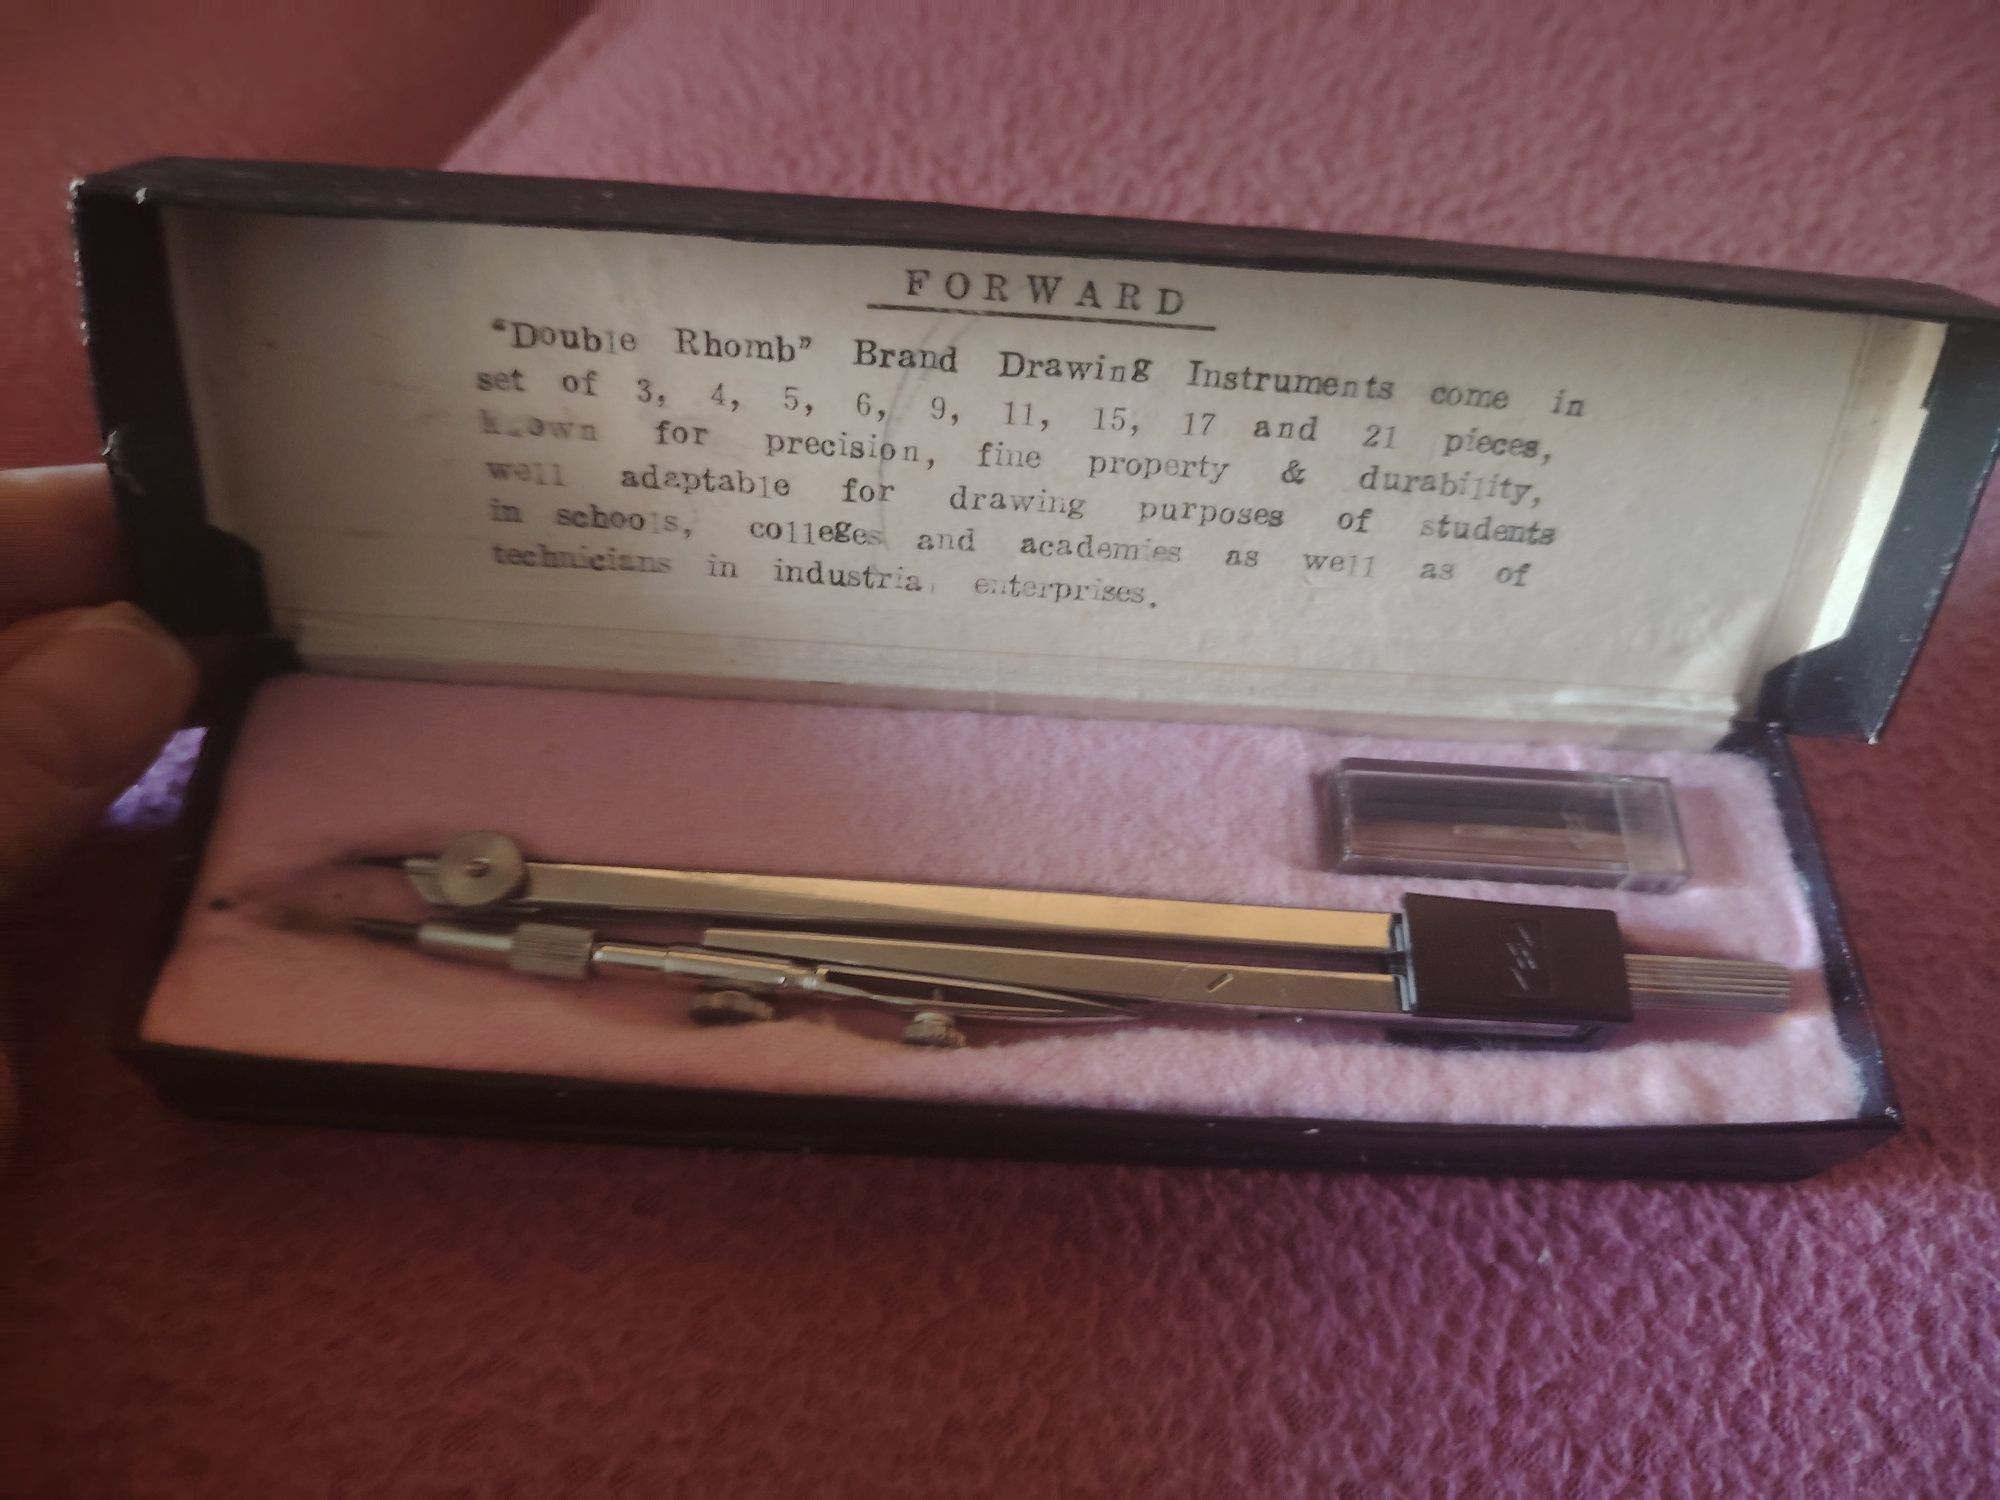 FORWARD
"Double Rhomb" Brand Drawing Instruments come in
set of 3, 4, 5, 6, 9, 11, 15, 17 and 21 pieces,
known for precision, fine property & durability,
well adaptable for drawing purposes of students
in schools, colleges and academies as well as of
technicians in industrial enterprises.